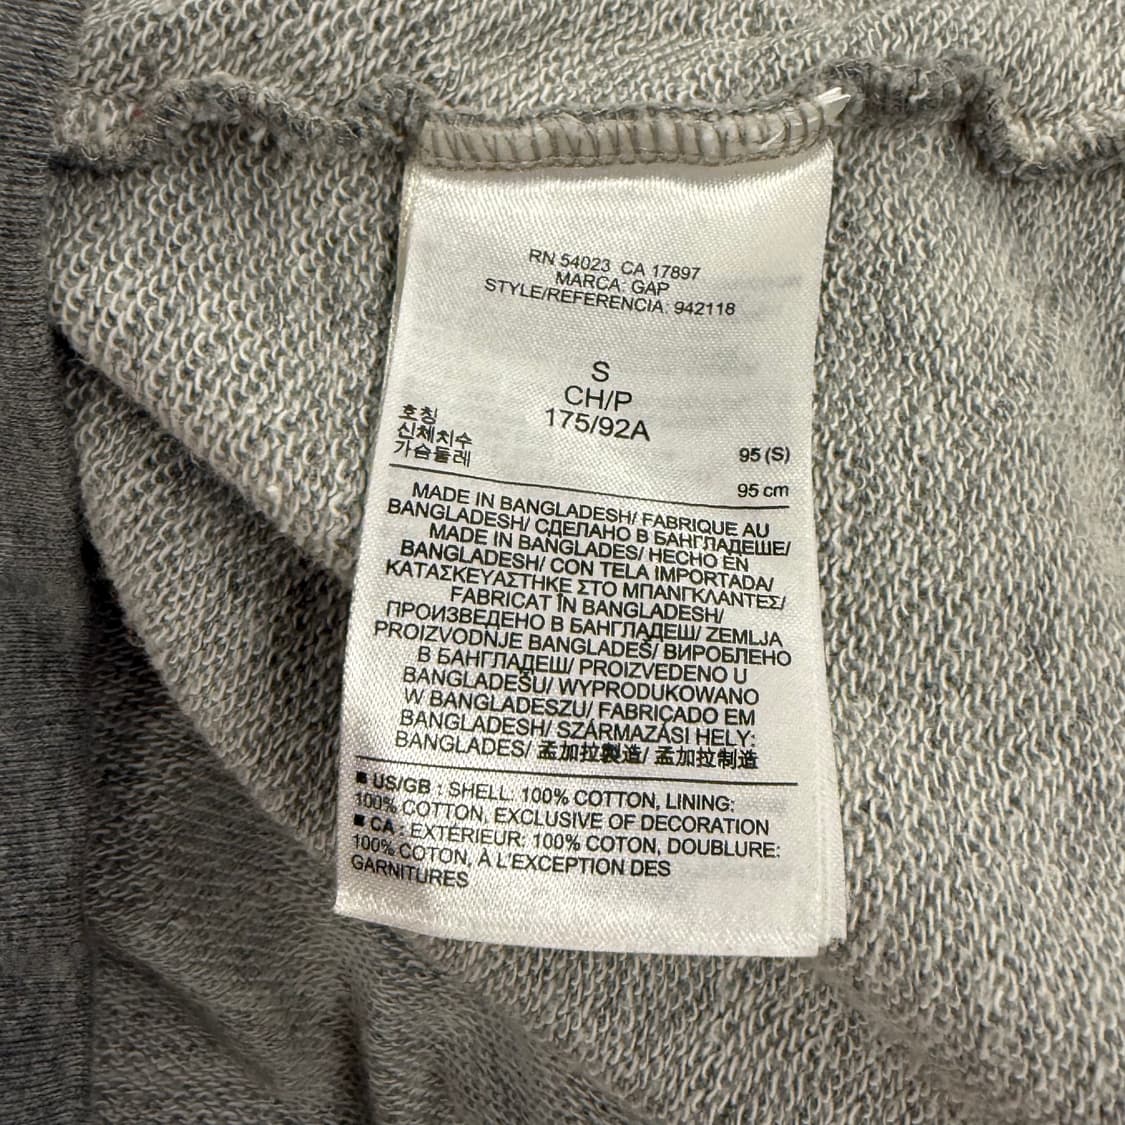 RN 54023 CA 17897
MARCA: GAP
STYLE/REFERENCIA: 942118
S
CH/P
175/92A
호칭
신체치수 95 (S)
가슴둘레 95 cm
MADE IN BANGLADESH/ FABRIQUE AU
BANGLADESH/ СДЕЛАНО В БАНГЛАДЕШЕ/
MADE IN BANGLADES/ HECHO EN
BANGLADESH/ CON TELA IMPORTADA/
ΚΑΤΑΣΚΕΥΑΣΤΗΚΕ ΣΤΟ ΜΠΑΝΓΚΛΑΝΤΕΣ/
FABRICAT ÎN BANGLADESH/
ПРОИЗВЕДЕНО В БАНГЛАДЕШ/ ZEMLJA
PROIZVODNJE BANGLADEŠ/ ВИРОБЛЕНО
В БАНГЛАДЕШ/ PROIZVEDENO U
BANGLADEŠU/ WYPRODUKOWANO
W BANGLADESZU/ FABRICADO EM
BANGLADESH/ SZÁRMAZÁSI HELY:
BANGLADES/ 孟加拉製造/ 孟加拉制造
■ US/GB : SHELL: 100% COTTON, LINING:
100% COTTON, EXCLUSIVE OF DECORATION
■ CA : EXTÉRIEUR: 100% COTON, DOUBLURE:
100% COTON, À L'EXCEPTION DES
GARNITURES